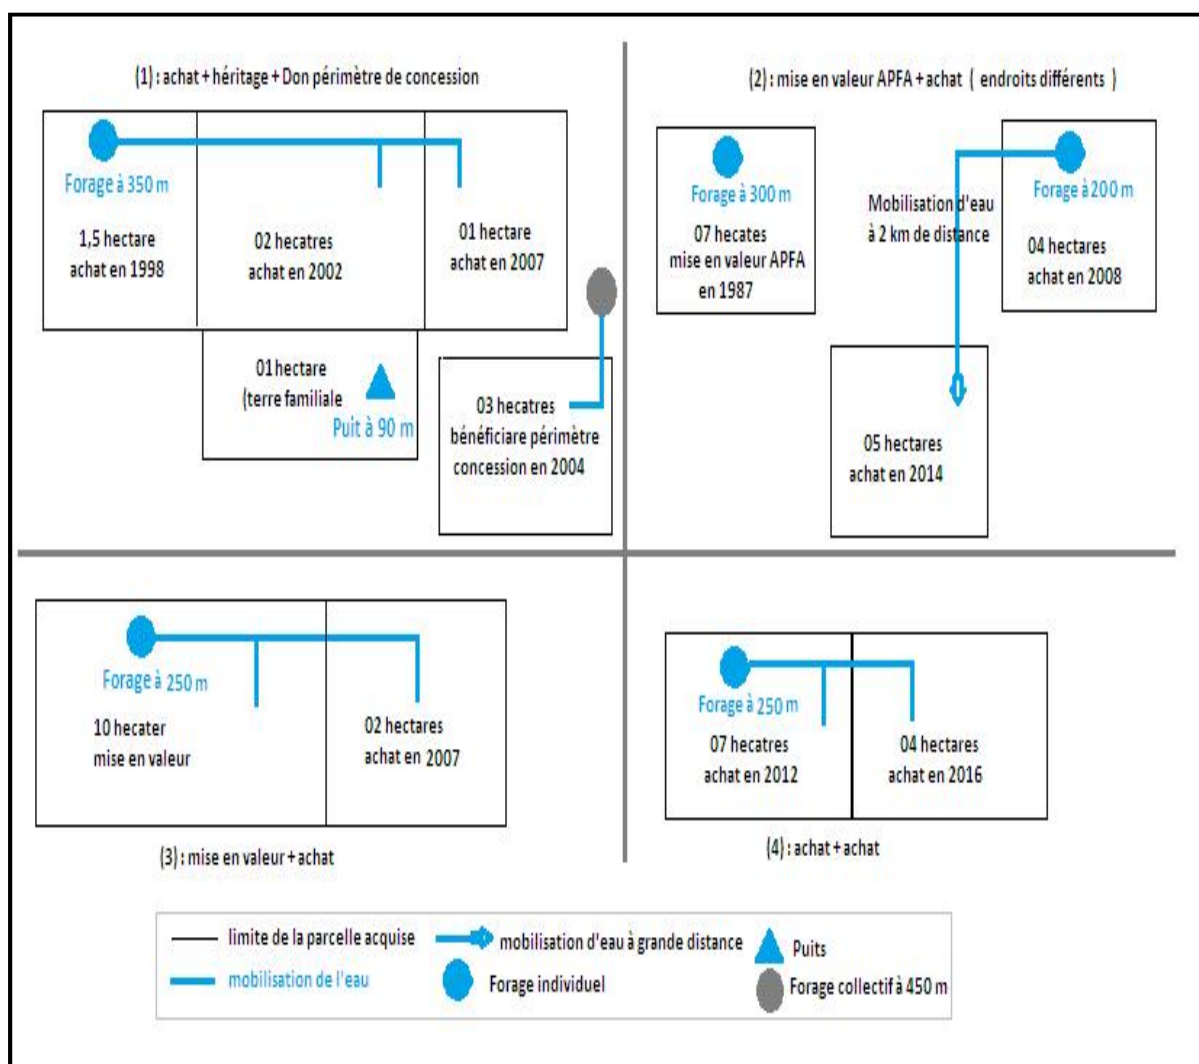 (1) : achat + héritage + Don périmètre de concession
Forage à 350 m
1,5 hectare
achat en 1998
02 hecatres
achat en 2002
01 hectare
achat en 2007
01 hectare
(terre familiale
Puit à 90 m
03 hecatres
bénéficiare périmètre
concession en 2004
(2) : mise en valeur APFA + achat ( endroits différents )
Forage à 300 m
07 hecates
mise en valeur APFA
en 1987
Mobilisation d'eau
à 2 km de distance
Forage à 200 m
04 hectares
achat en 2008
05 hectares
achat en 2014
Forage à 250 m
10 hecater
mise en valeur
02 hectares
achat en 2007
(3) : mise en valeur + achat
Forage à 250 m
07 hecatres
achat en 2012
04 hectares
achat en 2016
(4) : achat + achat
limite de la parcelle acquise
mobilisation d'eau à grande distance
Puits
mobilisation de l'eau
Forage individuel
Forage collectif à 450 m